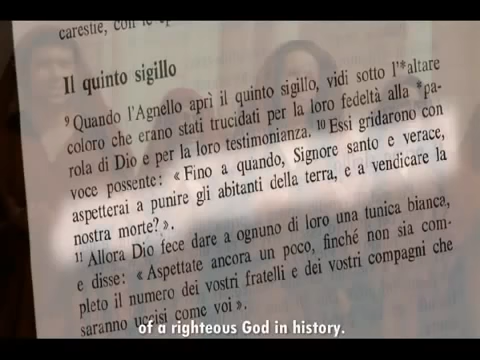 carestie, con le
Il quinto sigillo
9 Quando l'Agnello aprì il quinto sigillo, vidi sotto l'*altare
coloro che erano stati trucidati per la loro fedeltà alla *pa-
rola di Dio e per la loro testimonianza. 10 Essi gridarono con
voce possente: «Fino a quando, Signore santo e verace,
aspetterai a punire gli abitanti della terra, e a vendicare la
nostra morte?».
11 Allora Dio fece dare a ognuno di loro una tunica bianca,
e disse: «Aspettate ancora un poco, finché non sia com-
pleto il numero dei vostri fratelli e dei vostri compagni che
saranno uccisi come voi».
of a righteous God in history.